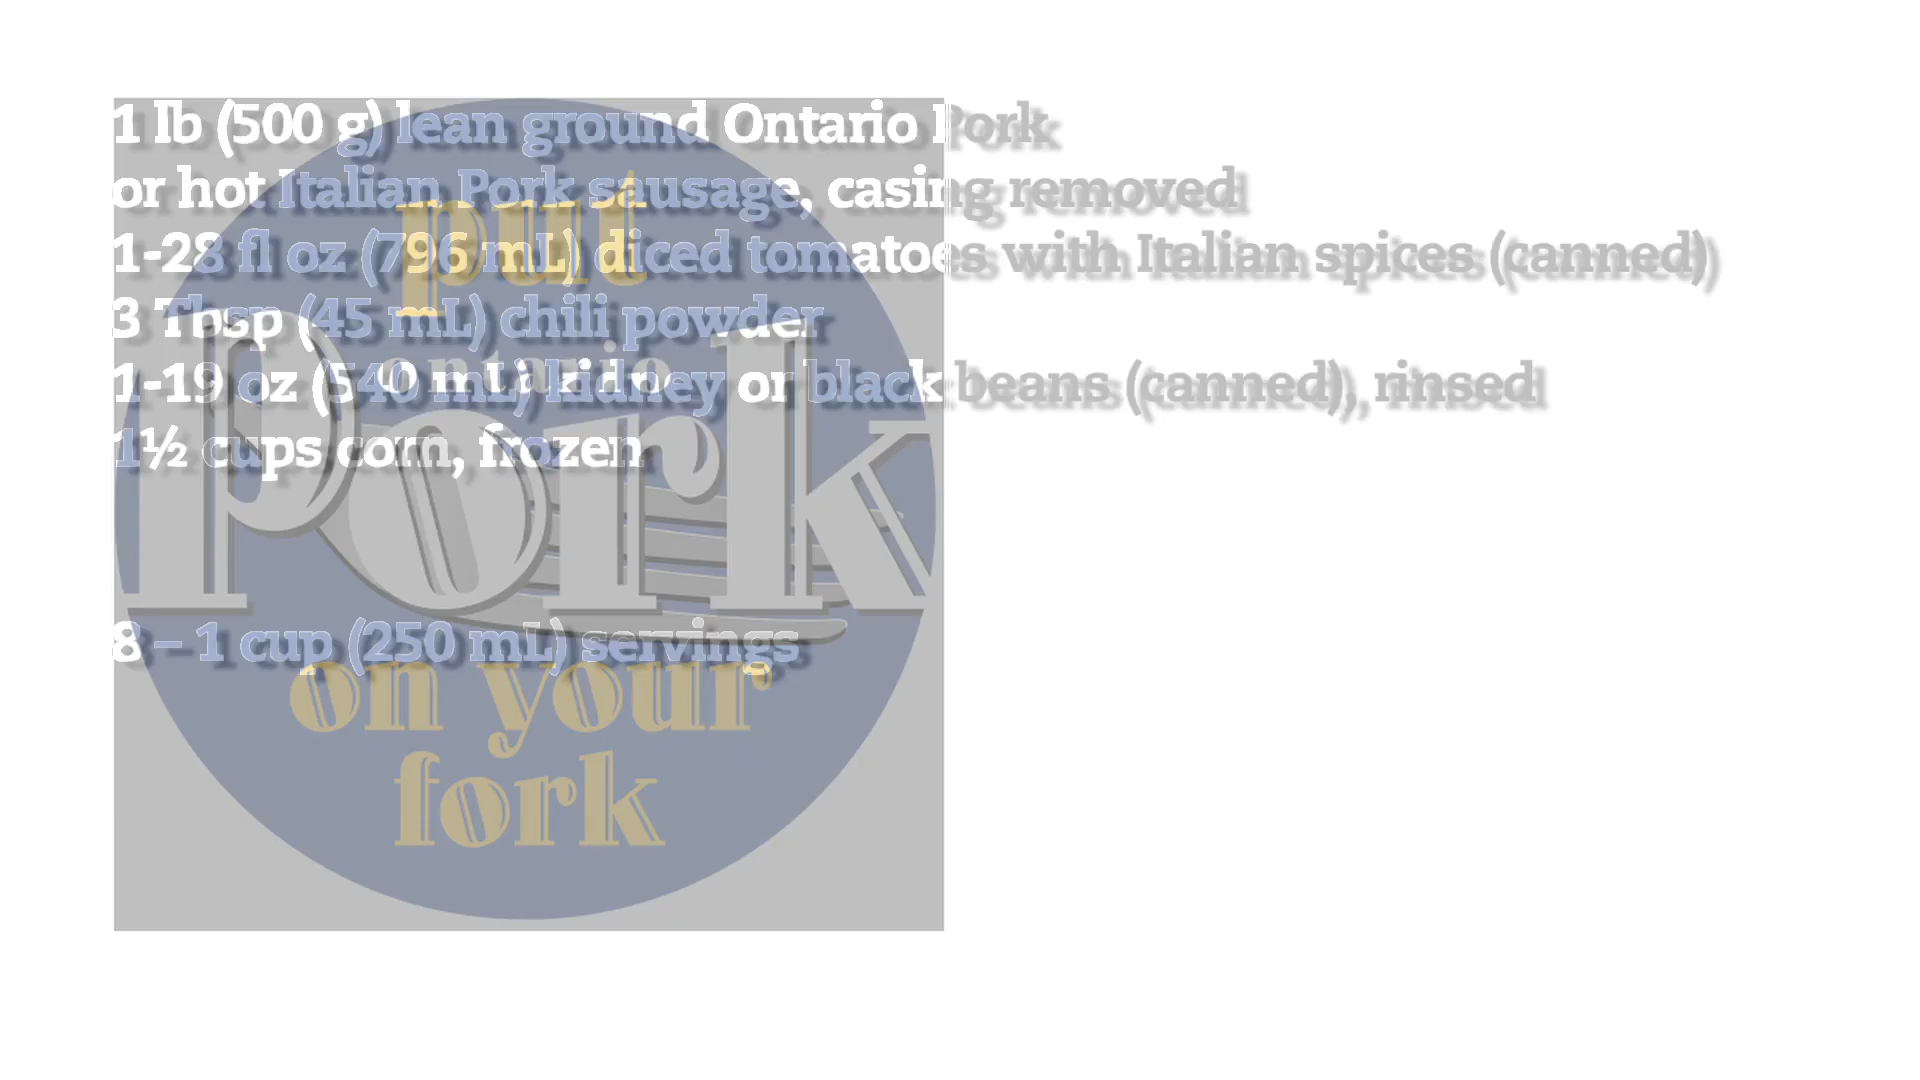 1 lb (500 g) lean ground Ontario Pork
or hot Italian Pork sausage, casing removed
1-28 fl oz (796 mL) diced tomatoes with Italian spices (canned)
3 Tbsp (45 mL) chili powder
1-19 oz (540 mL) kidney or black beans (canned), rinsed
1½ cups corn, frozen
8 – 1 cup (250 mL) servings
put
ontario
Pork
on your
fork